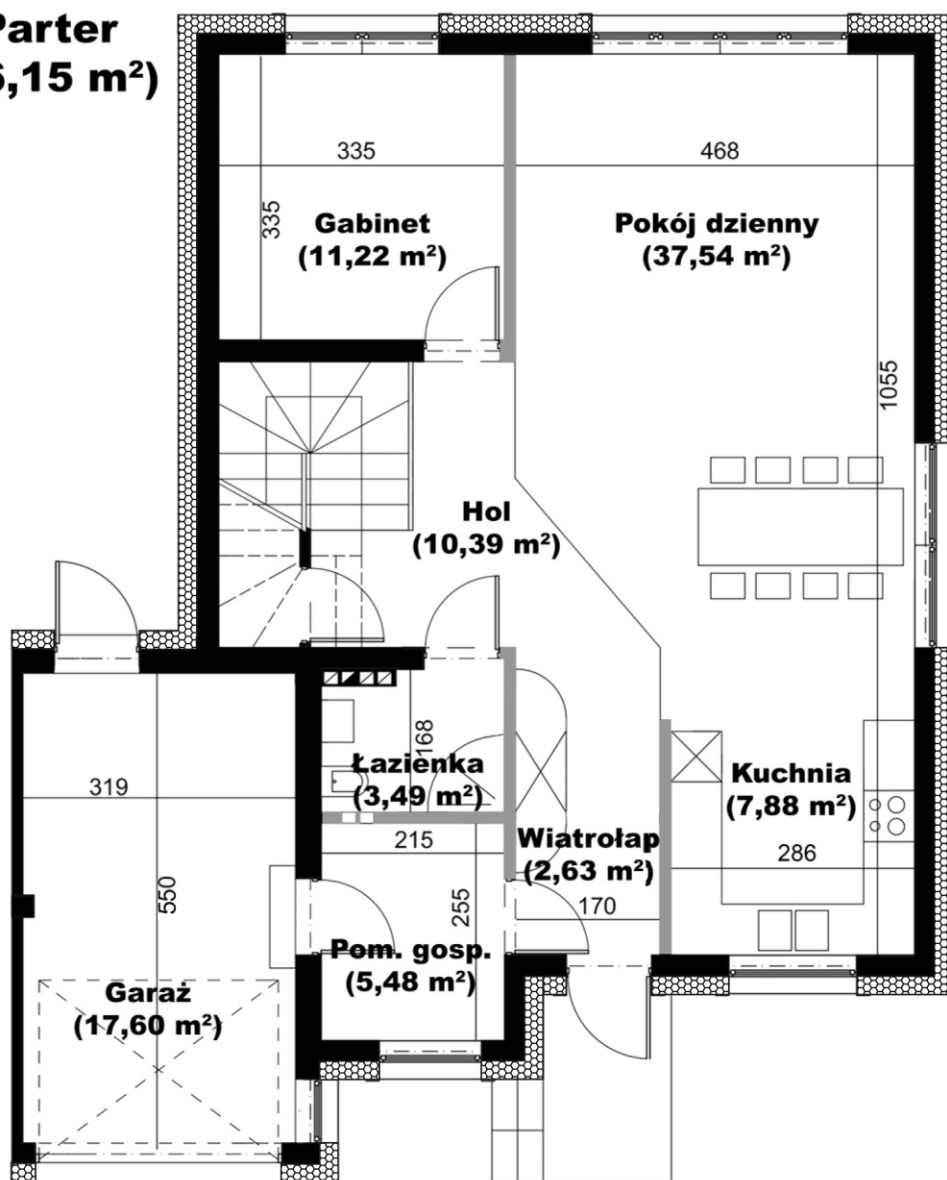 Parter
6,15 m²)
335
468
335
Gabinet
(11,22 m²)
Pokój dzienny
(37,54 m²)
1055
Hol
(10,39 m²)
319
550
168
Łazienka
(3,49 m²)
Kuchnia
(7,88 m²)
215
Wiatrołap
(2,63 m²)
286
255
170
Pom. gosp.
(5,48 m²)
Garaż
(17,60 m²)